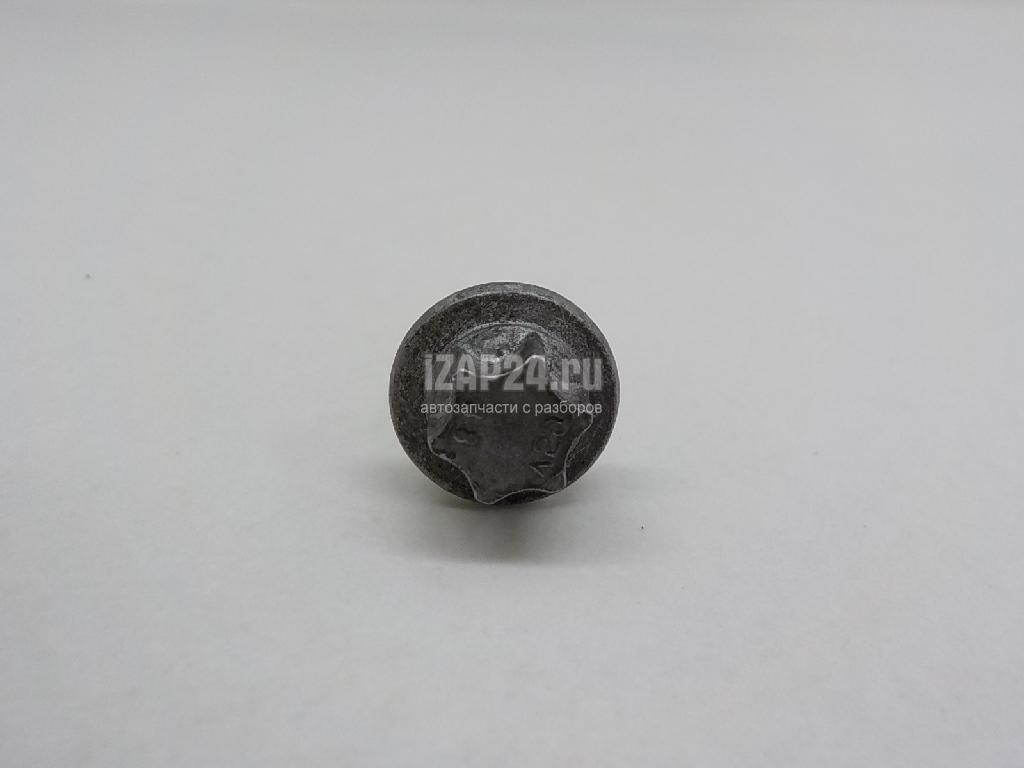 iZAP24.ru
автозапчасти с разборов